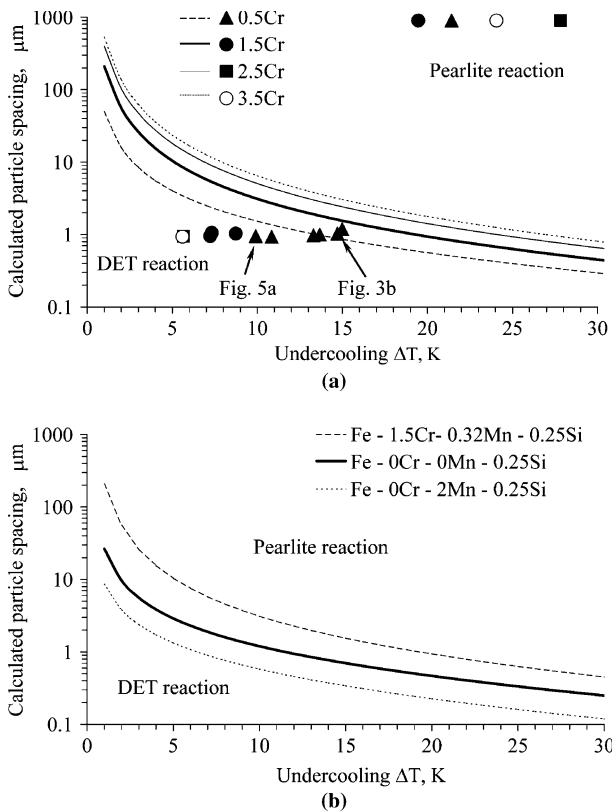 1000
100
10
1
0.1
Calculated particle spacing, μm
0.5Cr
1.5Cr
2.5Cr
3.5Cr
Pearlite reaction
DET reaction
Fig. 5a
Fig. 3b
0 5 10 15 20 25 30
Undercooling ΔT, K
(a)
1000
100
10
1
0.1
Calculated particle spacing, μm
Fe - 1.5Cr- 0.32Mn - 0.25Si
Fe - 0Cr - 0Mn - 0.25Si
Fe - 0Cr - 2Mn - 0.25Si
Pearlite reaction
DET reaction
0 5 10 15 20 25 30
Undercooling ΔT, K
(b)